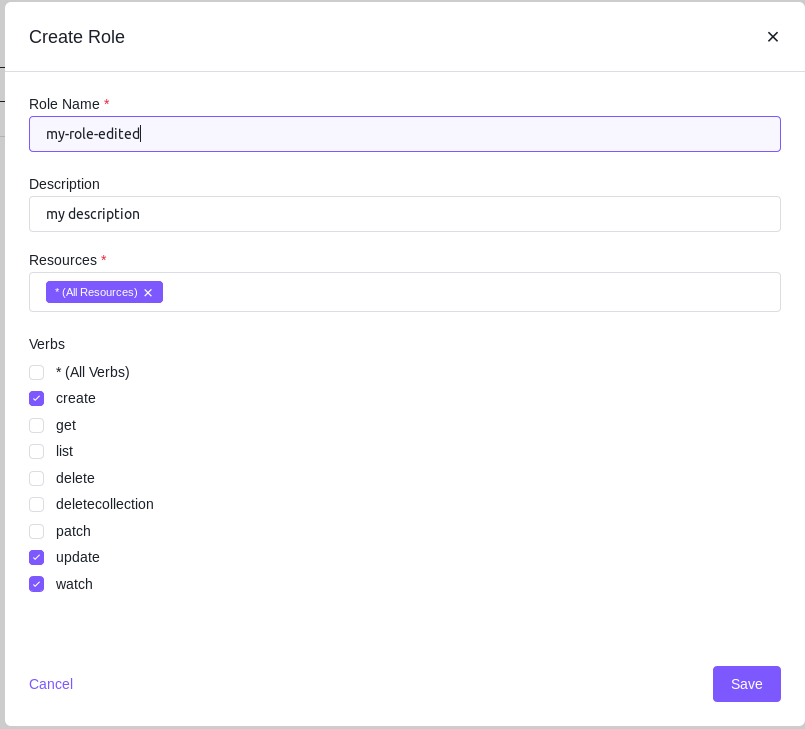 Create Role
Role Name *
my-role-edited
Description
my description
Resources *
* (All Resources)
Verbs
* (All Verbs)
create
get
list
delete
deletecollection
patch
update
watch
Cancel
Save